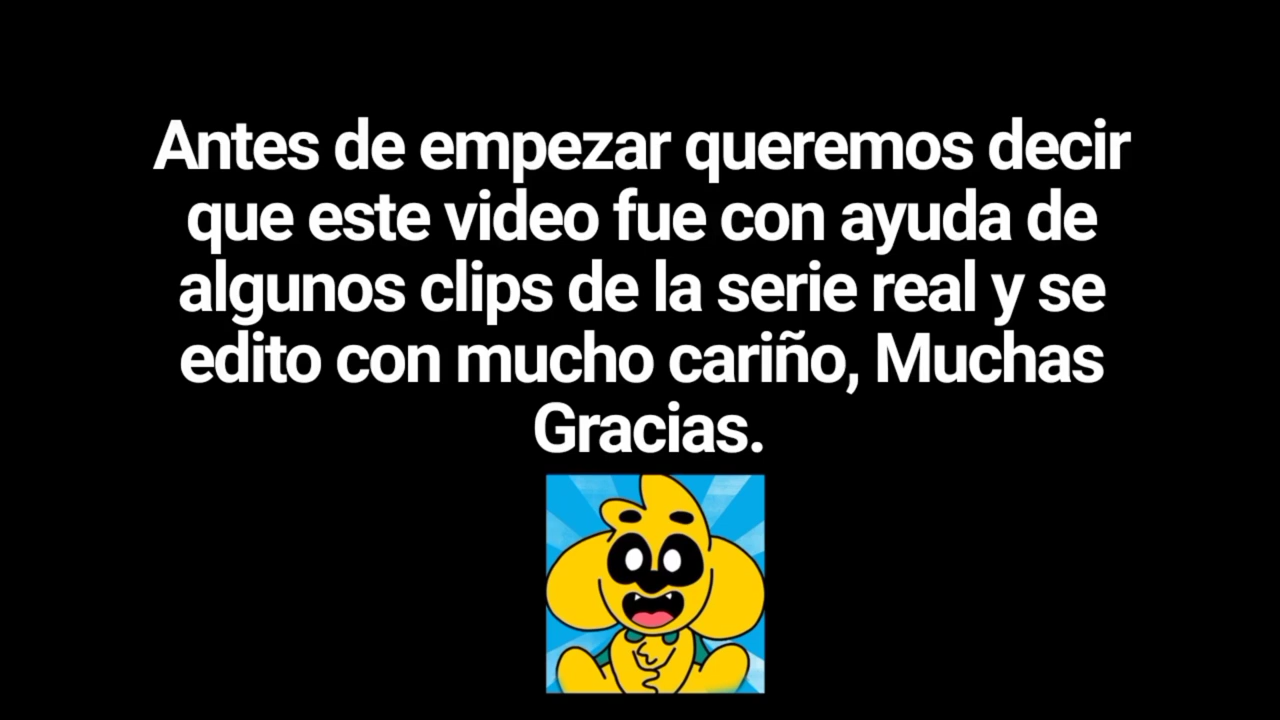 Antes de empezar queremos decir
que este video fue con ayuda de
algunos clips de la serie real y se
edito con mucho cariño, Muchas
Gracias.